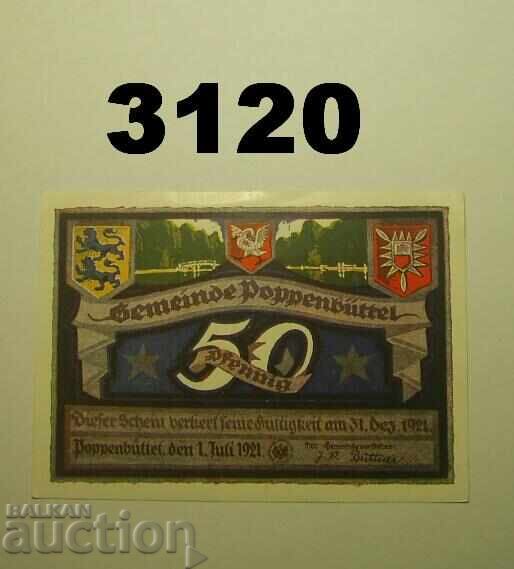 3120
Gemeinde Poppenbüttel
50
Pfennig
Dieser Schein verliert seine Gültigkeit am 31. Dez. 1921.
Poppenbüttel, den 1. Juli 1921.
BALKAN
auction